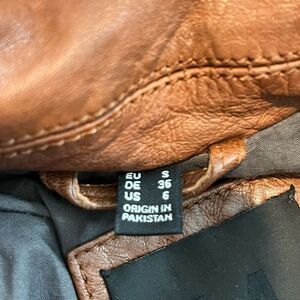 EU S
DE 36
US 6
ORIGIN IN
PAKISTAN